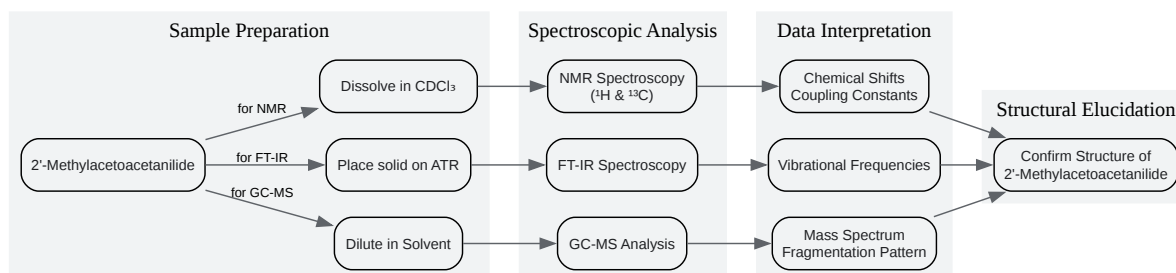 Sample Preparation
Spectroscopic Analysis
Data Interpretation
Structural Elucidation
2'-Methylacetoacetanilide
for NMR
for FT-IR
for GC-MS
Dissolve in CDCl₃
Place solid on ATR
Dilute in Solvent
NMR Spectroscopy
(¹H & ¹³C)
FT-IR Spectroscopy
GC-MS Analysis
Chemical Shifts
Coupling Constants
Vibrational Frequencies
Mass Spectrum
Fragmentation Pattern
Confirm Structure of
2'-Methylacetoacetanilide